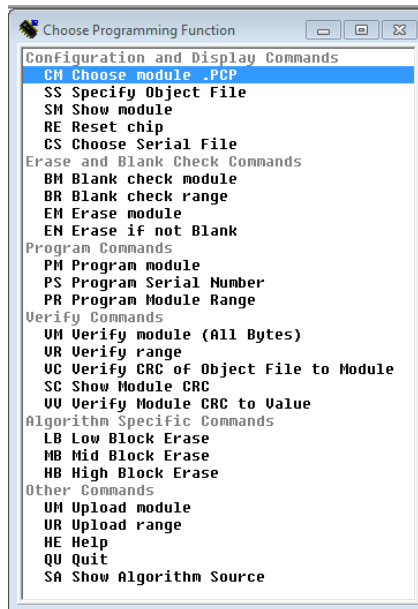 Choose Programming Function
Configuration and Display Commands
CM Choose module .PCP
SS Specify Object File
SM Show module
RE Reset chip
CS Choose Serial File
Erase and Blank Check Commands
BM Blank check module
BR Blank check range
EM Erase module
EN Erase if not Blank
Program Commands
PM Program module
PS Program Serial Number
PR Program Module Range
Verify Commands
VM Verify module (All Bytes)
VR Verify range
VC Verify CRC of Object File to Module
SC Show Module CRC
VV Verify Module CRC to Value
Algorithm Specific Commands
LB Low Block Erase
MB Mid Block Erase
HB High Block Erase
Other Commands
UM Upload module
UR Upload range
HE Help
QU Quit
SA Show Algorithm Source